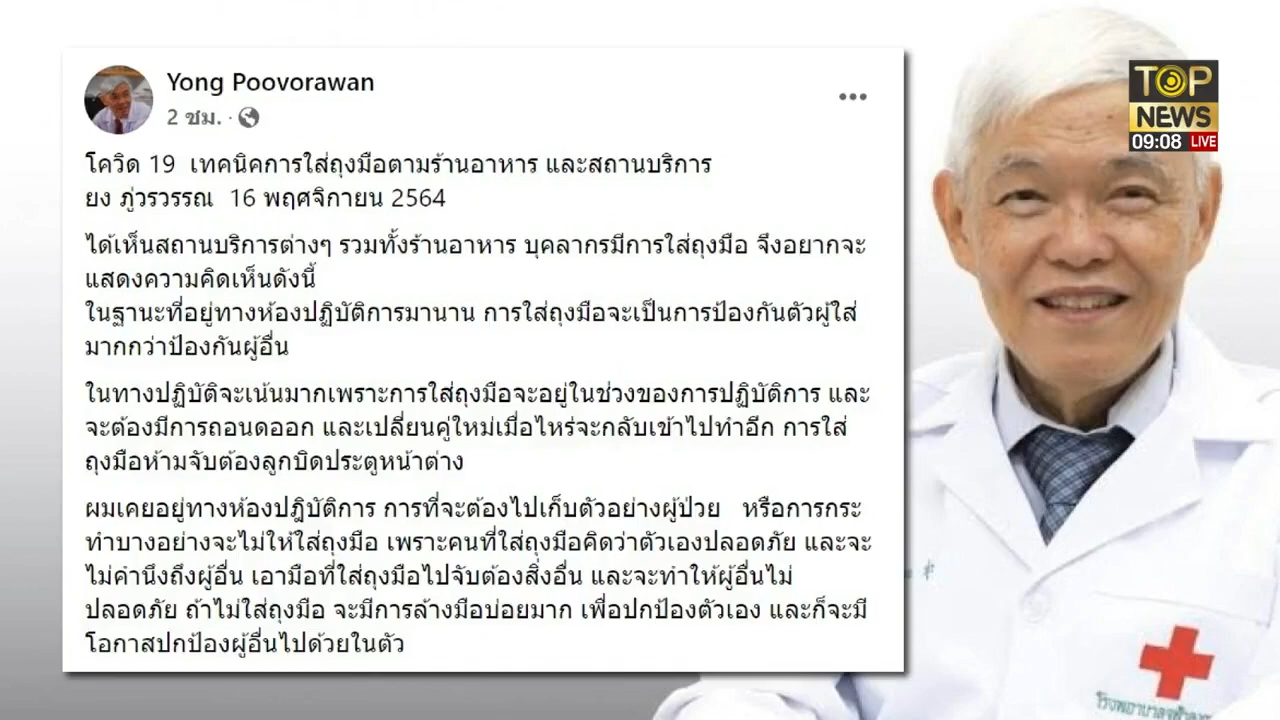 Yong Poovorawan
2 ชม. ·
โควิด 19 เทคนิคการใส่ถุงมือตามร้านอาหาร และสถานบริการ
ยง ภู่วรวรรณ 16 พฤศจิกายน 2564
ได้เห็นสถานบริการต่างๆ รวมทั้งร้านอาหาร บุคลากรมีการใส่ถุงมือ จึงอยากจะ
แสดงความคิดเห็นดังนี้
ในฐานะที่อยู่ทางห้องปฏิบัติการมานาน การใส่ถุงมือจะเป็นการป้องกันตัวผู้ใส่
มากกว่าป้องกันผู้อื่น
ในทางปฏิบัติจะเน้นมากเพราะการใส่ถุงมือจะอยู่ในช่วงของการปฏิบัติการ และ
จะต้องมีการถอนดออก และเปลี่ยนคู่ใหม่เมื่อไหร่จะกลับเข้าไปทำอีก การใส่
ถุงมือห้ามจับต้องลูกบิดประตูหน้าต่าง
ผมเคยอยู่ทางห้องปฎิบัติการ การที่จะต้องไปเก็บตัวอย่างผู้ป่วย หรือการกระ
ทำบางอย่างจะไม่ให้ใส่ถุงมือ เพราะคนที่ใส่ถุงมือคิดว่าตัวเองปลอดภัย และจะ
ไม่คำนึงถึงผู้อื่น เอามือที่ใส่ถุงมือไปจับต้องสิ่งอื่น และจะทำให้ผู้อื่นไม่
ปลอดภัย ถ้าไม่ใส่ถุงมือ จะมีการล้างมือบ่อยมาก เพื่อปกป้องตัวเอง และก็จะมี
โอกาสปกป้องผู้อื่นไปด้วยในตัว
TOP
NEWS
09:08 LIVE